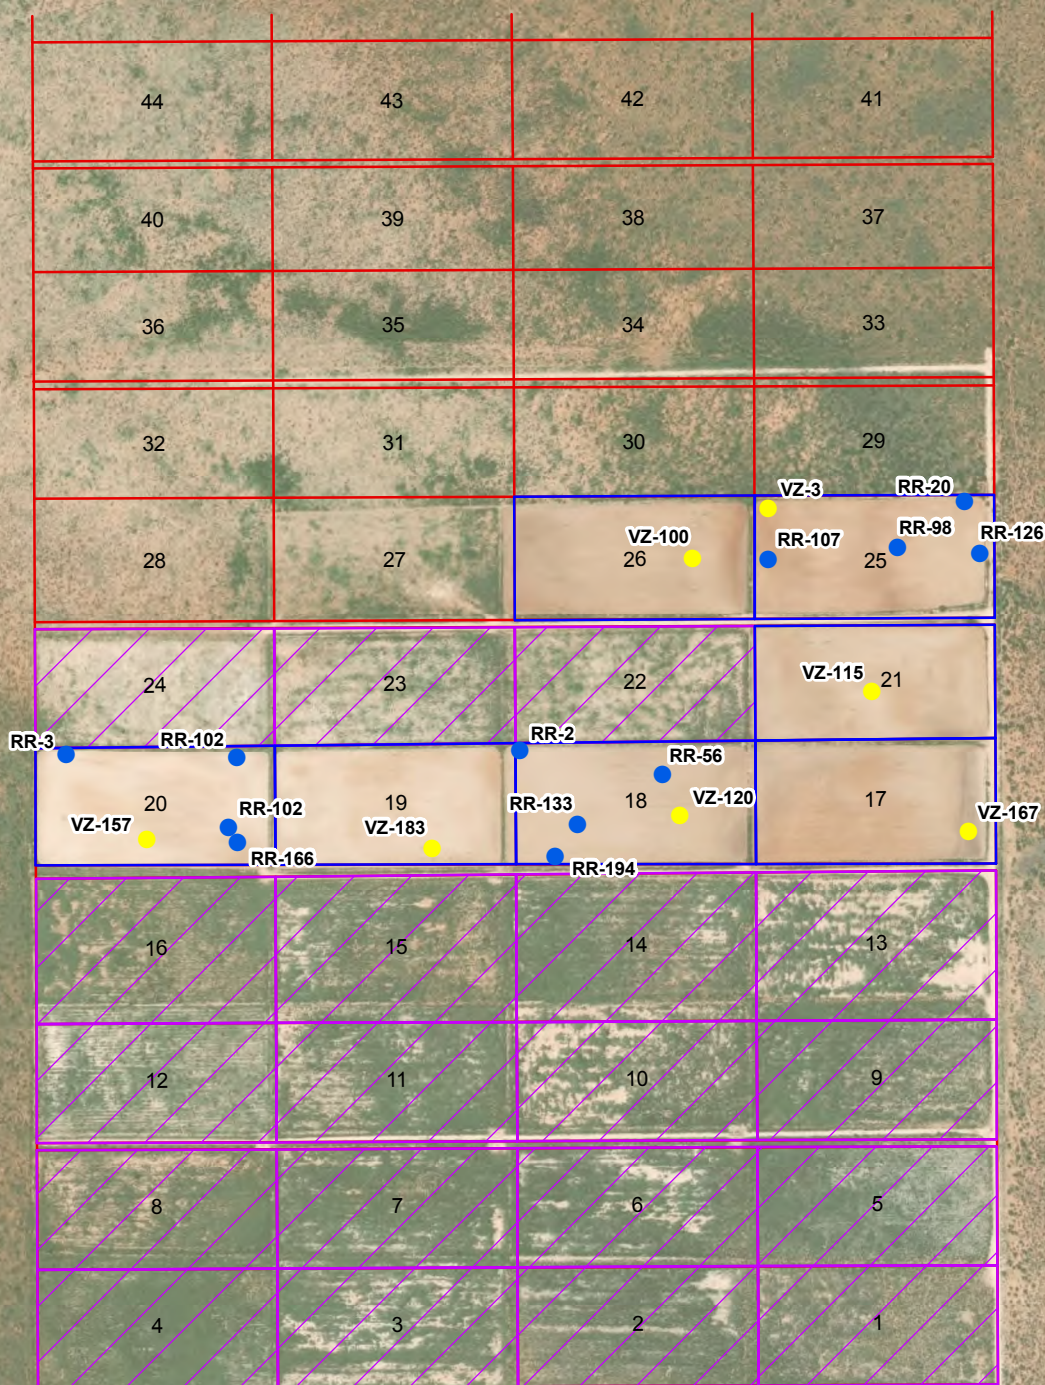 44 43 42 41
40 39 38 37
36 35 34 33
32 31 30 29
VZ-3 RR-20
VZ-100 RR-107 RR-98 RR-126
28 27 26 25
24 23 22 VZ-115 21
RR-3 RR-102 RR-2
RR-56
20 RR-102 19 RR-133 18 VZ-120 17
VZ-157 VZ-183 VZ-167
RR-166 RR-194
16 15 14 13
12 11 10 9
8 7 6 5
4 3 2 1